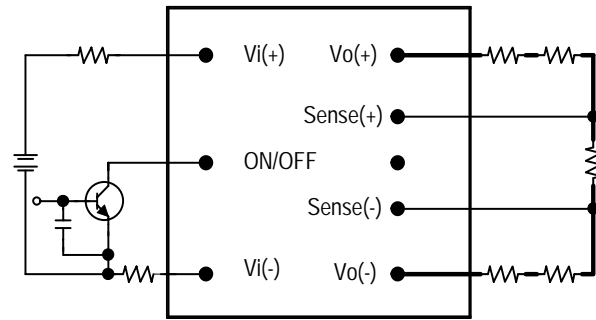 Vi(+) Vo(+)
Sense(+)
ON/OFF
Sense(-)
Vi(-) Vo(-)